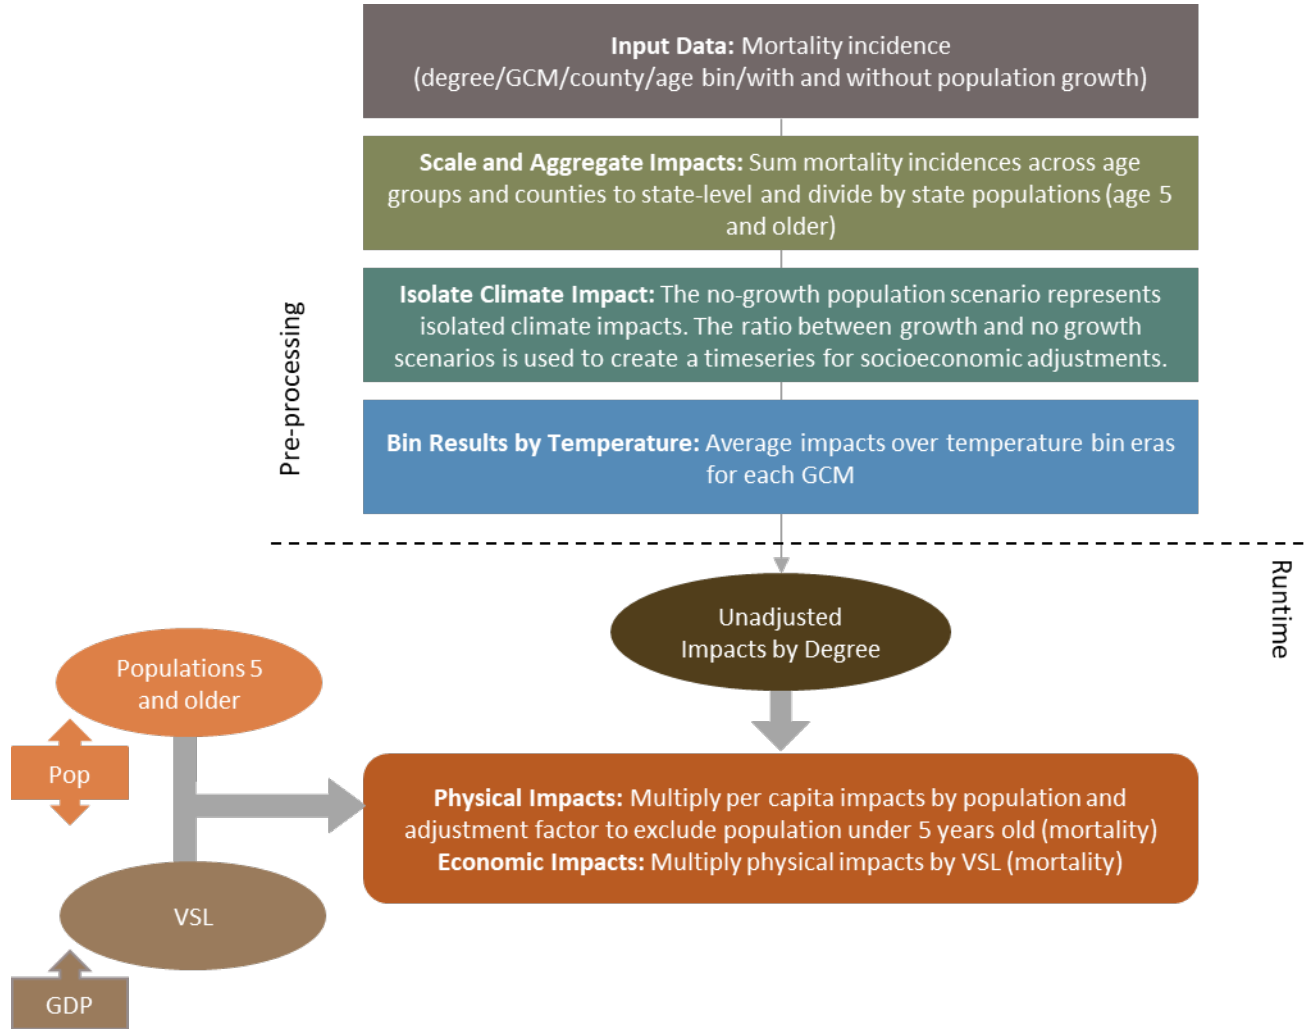 Input Data: Mortality incidence
(degree/GCM/county/age bin/with and without population growth)
Scale and Aggregate Impacts: Sum mortality incidences across age
groups and counties to state-level and divide by state populations (age 5
and older)
Isolate Climate Impact: The no-growth population scenario represents
isolated climate impacts. The ratio between growth and no growth
scenarios is used to create a timeseries for socioeconomic adjustments.
Bin Results by Temperature: Average impacts over temperature bin eras
for each GCM
Pre-processing
Runtime
Unadjusted
Impacts by Degree
Populations 5
and older
Pop
VSL
GDP
Physical Impacts: Multiply per capita impacts by population and
adjustment factor to exclude population under 5 years old (mortality)
Economic Impacts: Multiply physical impacts by VSL (mortality)